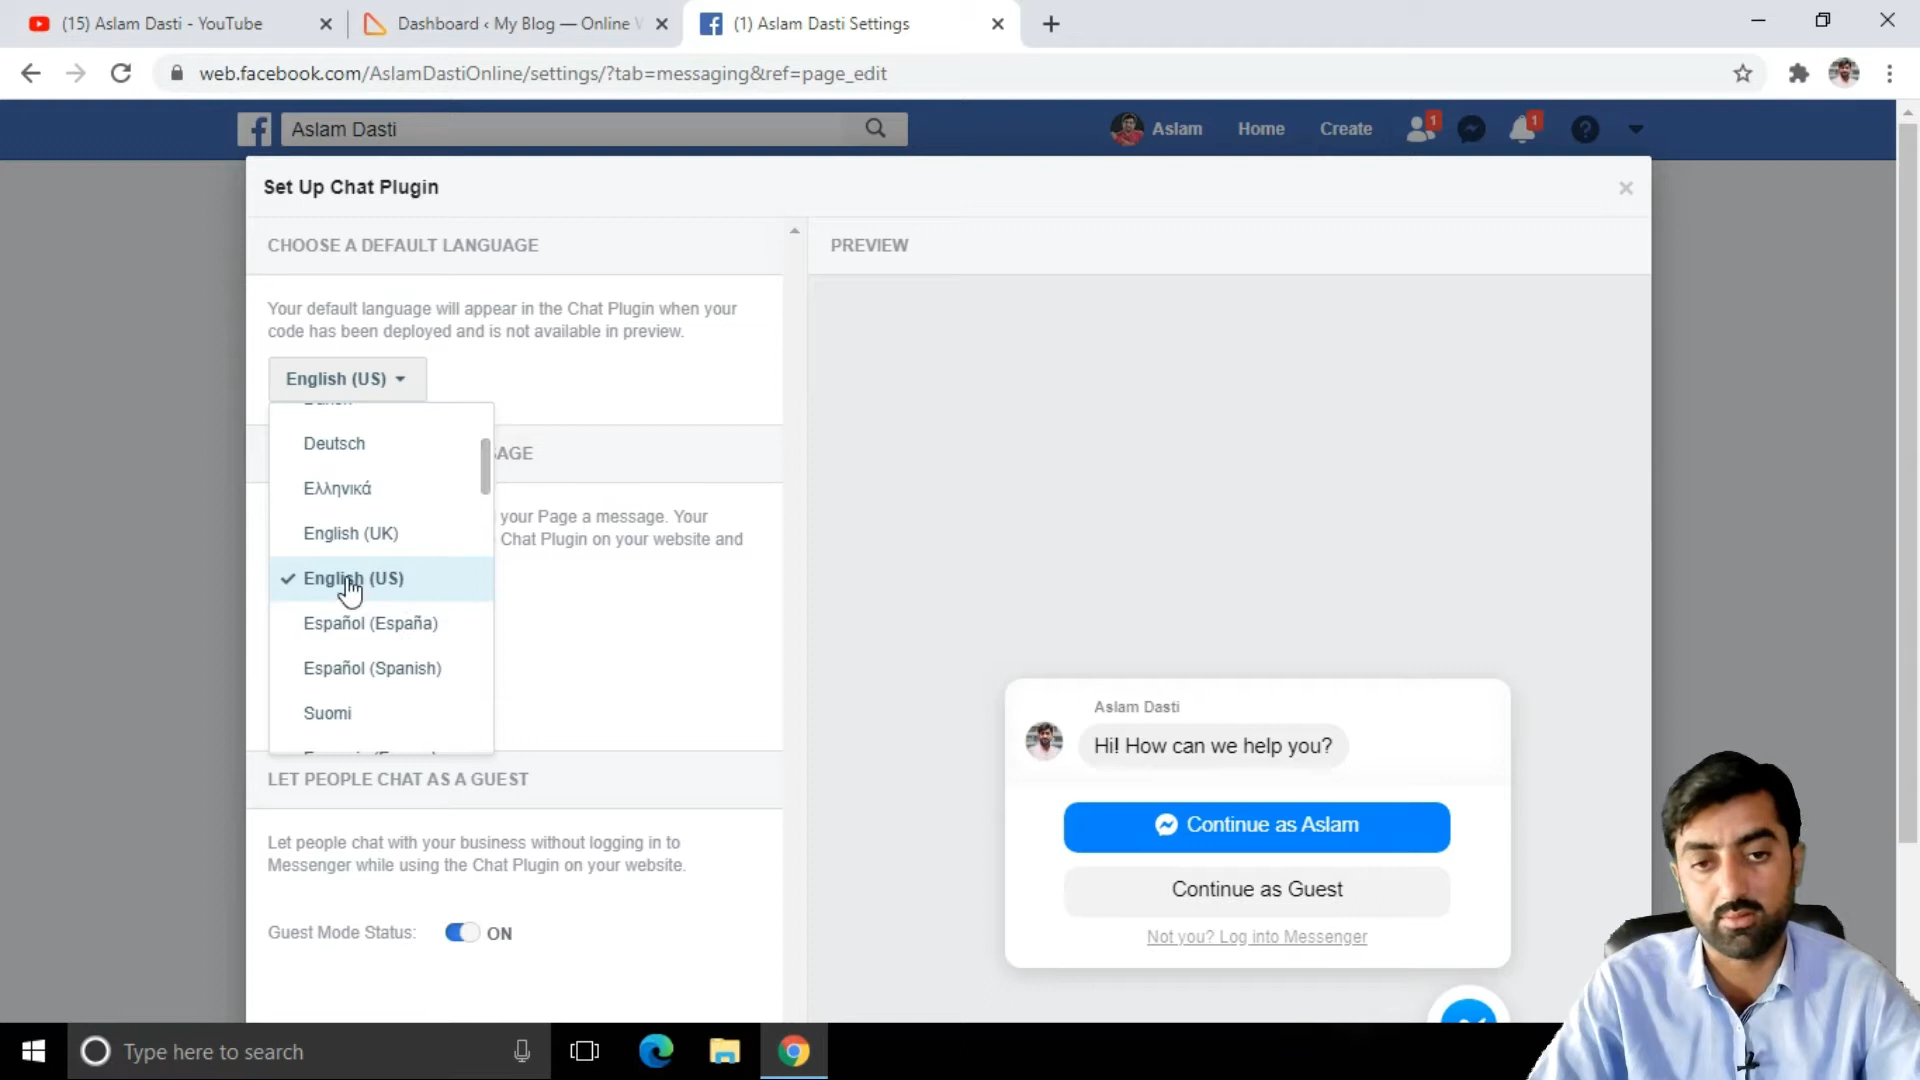 (15) Aslam Dasti - YouTube
Dashboard ‹ My Blog — Online
(1) Aslam Dasti Settings
web.facebook.com/AslamDastiOnline/settings/?tab=messaging&ref=page_edit
Aslam Dasti
Aslam
Home
Create
1
1
Set Up Chat Plugin
CHOOSE A DEFAULT LANGUAGE
PREVIEW
Your default language will appear in the Chat Plugin when your
code has been deployed and is not available in preview.
English (US)
Deutsch
Ελληνικά
English (UK)
English (US)
Español (España)
Español (Spanish)
Suomi
your Page a message. Your
Chat Plugin on your website and
LET PEOPLE CHAT AS A GUEST
Let people chat with your business without logging in to
Messenger while using the Chat Plugin on your website.
Guest Mode Status:
ON
Aslam Dasti
Hi! How can we help you?
Continue as Aslam
Continue as Guest
Not you? Log into Messenger
Type here to search